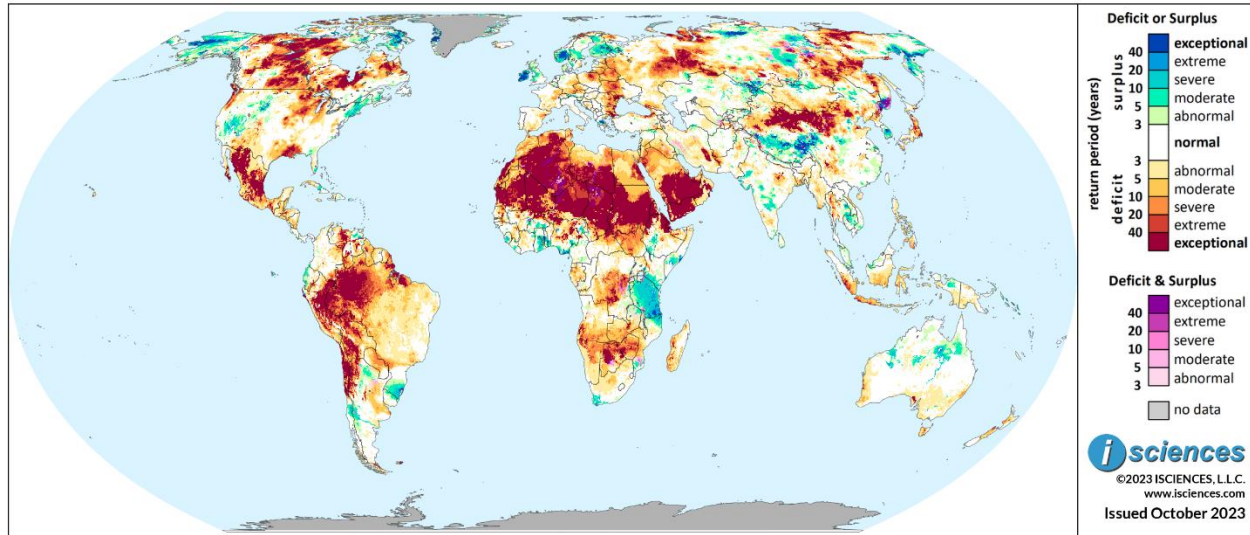 Deficit or Surplus
return period (years)
surplus
deficit
40
exceptional
20
extreme
10
severe
5
moderate
3
abnormal
normal
3
abnormal
5
moderate
10
severe
20
extreme
40
exceptional
Deficit & Surplus
exceptional
40
extreme
20
severe
10
moderate
5
abnormal
3
no data
isciences
©2023 ISCIENCES, L.L.C.
www.isciences.com
Issued October 2023